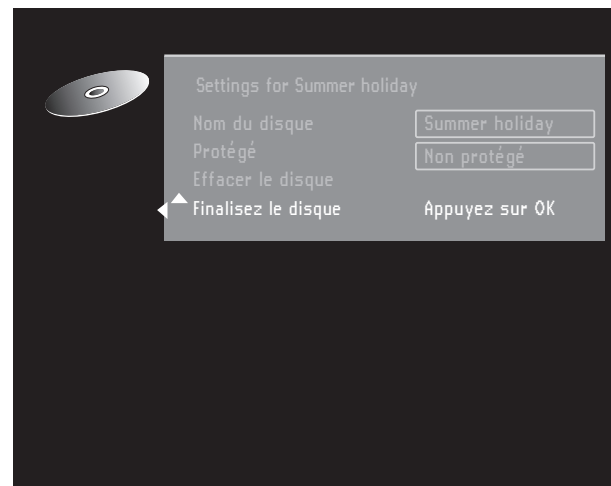 Settings for Summer holiday
Nom du disque Summer holiday
Protégé Non protégé
Effacer le disque
Finalisez le disque Appuyez sur OK